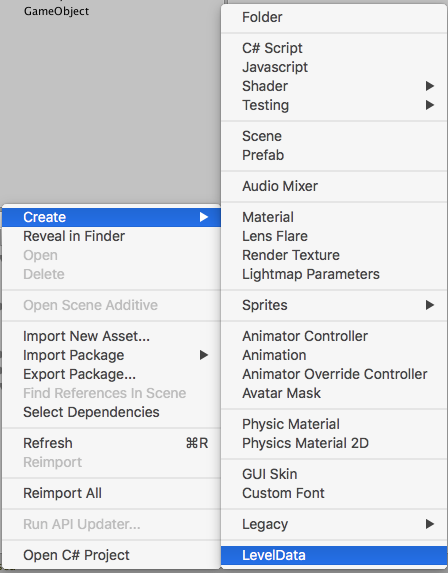 GameObject
Create
Reveal in Finder
Open
Delete
Open Scene Additive
Import New Asset...
Import Package
Export Package...
Find References In Scene
Select Dependencies
Refresh ⌘R
Reimport
Reimport All
Run API Updater...
Open C# Project
Folder
C# Script
Javascript
Shader
Testing
Scene
Prefab
Audio Mixer
Material
Lens Flare
Render Texture
Lightmap Parameters
Sprites
Animator Controller
Animation
Animator Override Controller
Avatar Mask
Physic Material
Physics Material 2D
GUI Skin
Custom Font
Legacy
LevelData